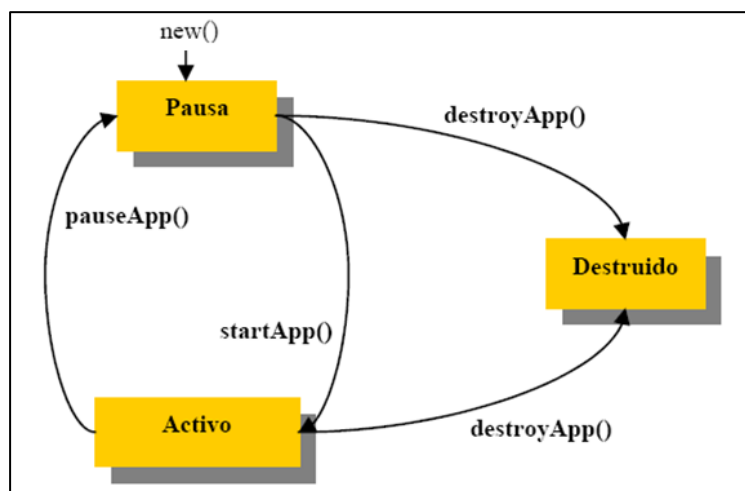 new()
Pausa
destroyApp()
pauseApp()
Destruido
startApp()
Activo
destroyApp()